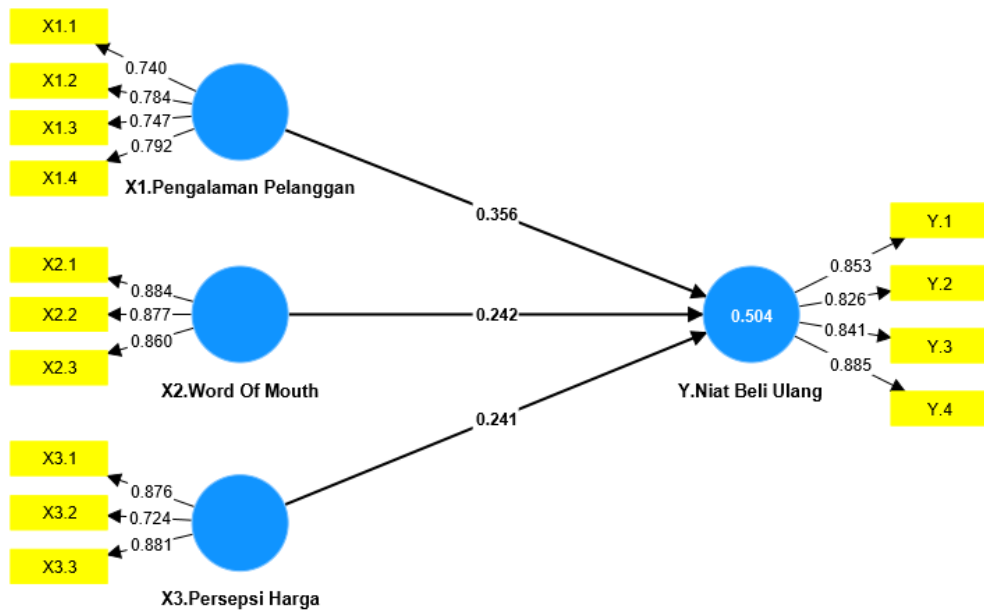 X1.1
0.740
X1.2
0.784
X1.3
0.747
0.792
X1.4
X1.Pengalaman Pelanggan
0.356
X2.1
0.884
X2.2
0.877
X2.3
0.860
X2.Word Of Mouth
0.242
X3.1
0.876
X3.2
0.724
X3.3
0.881
X3.Persepsi Harga
0.241
0.504
Y.Niat Beli Ulang
Y.1
0.853
Y.2
0.826
Y.3
0.841
0.885
Y.4